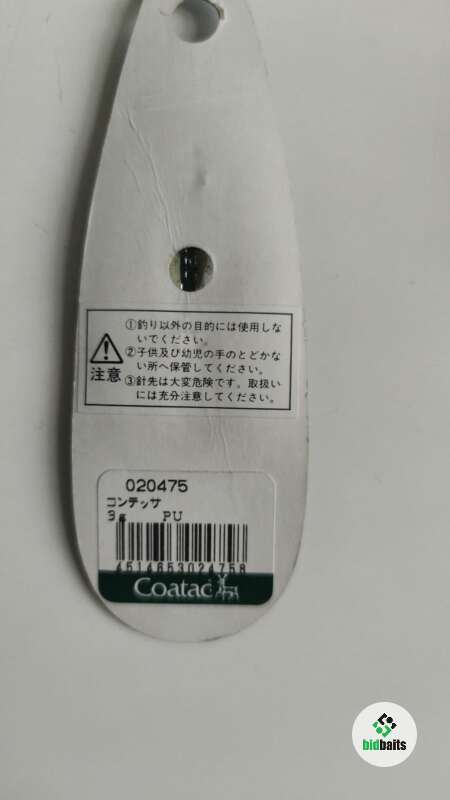 ①釣り以外の目的には使用しな
いでください。
②子供及び幼児の手のとどかな
い所へ保管してください。
③針先は大変危険です。取扱い
には充分注意してください。
注意
020475
コンテッサ
3g PU
4514653024758
Coatac
bidbaits